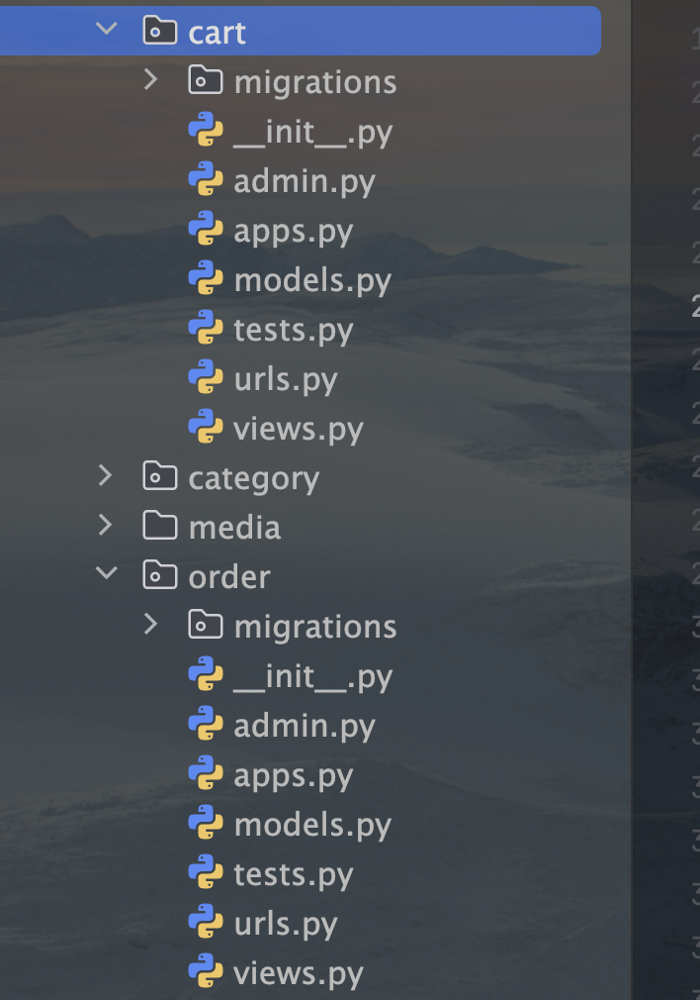 cart
migrations
__init__.py
admin.py
apps.py
models.py
tests.py
urls.py
views.py
category
media
order
migrations
__init__.py
admin.py
apps.py
models.py
tests.py
urls.py
views.py